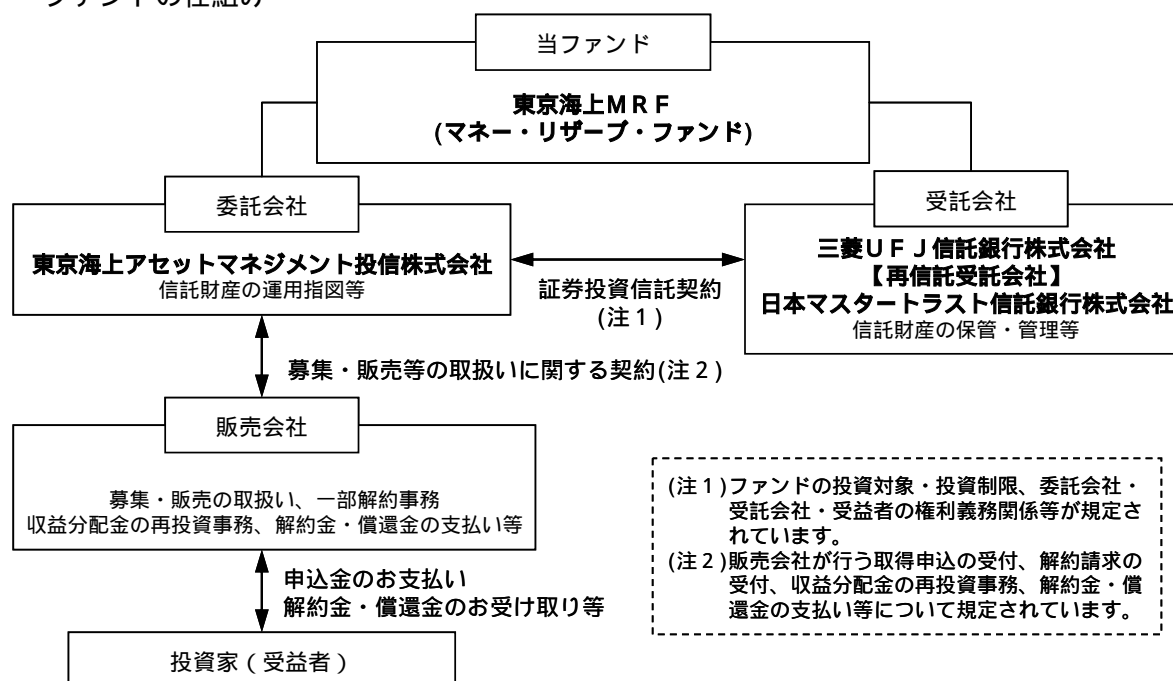 ファンドの仕組み
当ファンド
東京海上ＭＲＦ
(マネー・リザーブ・ファンド)
委託会社
東京海上アセットマネジメント投信株式会社
信託財産の運用指図等
証券投資信託契約
(注１)
受託会社
三菱ＵＦＪ信託銀行株式会社
【再信託受託会社】
日本マスタートラスト信託銀行株式会社
信託財産の保管・管理等
募集・販売等の取扱いに関する契約(注２)
販売会社
募集・販売の取扱い、一部解約事務
収益分配金の再投資事務、解約金・償還金の支払い等
(注１)ファンドの投資対象・投資制限、委託会社・
受託会社・受益者の権利義務関係等が規定さ
れています。
(注２)販売会社が行う取得申込の受付、解約請求の
受付、収益分配金の再投資事務、解約金・償
還金の支払い等について規定されています。
申込金のお支払い
解約金・償還金のお受け取り等
投資家（受益者）